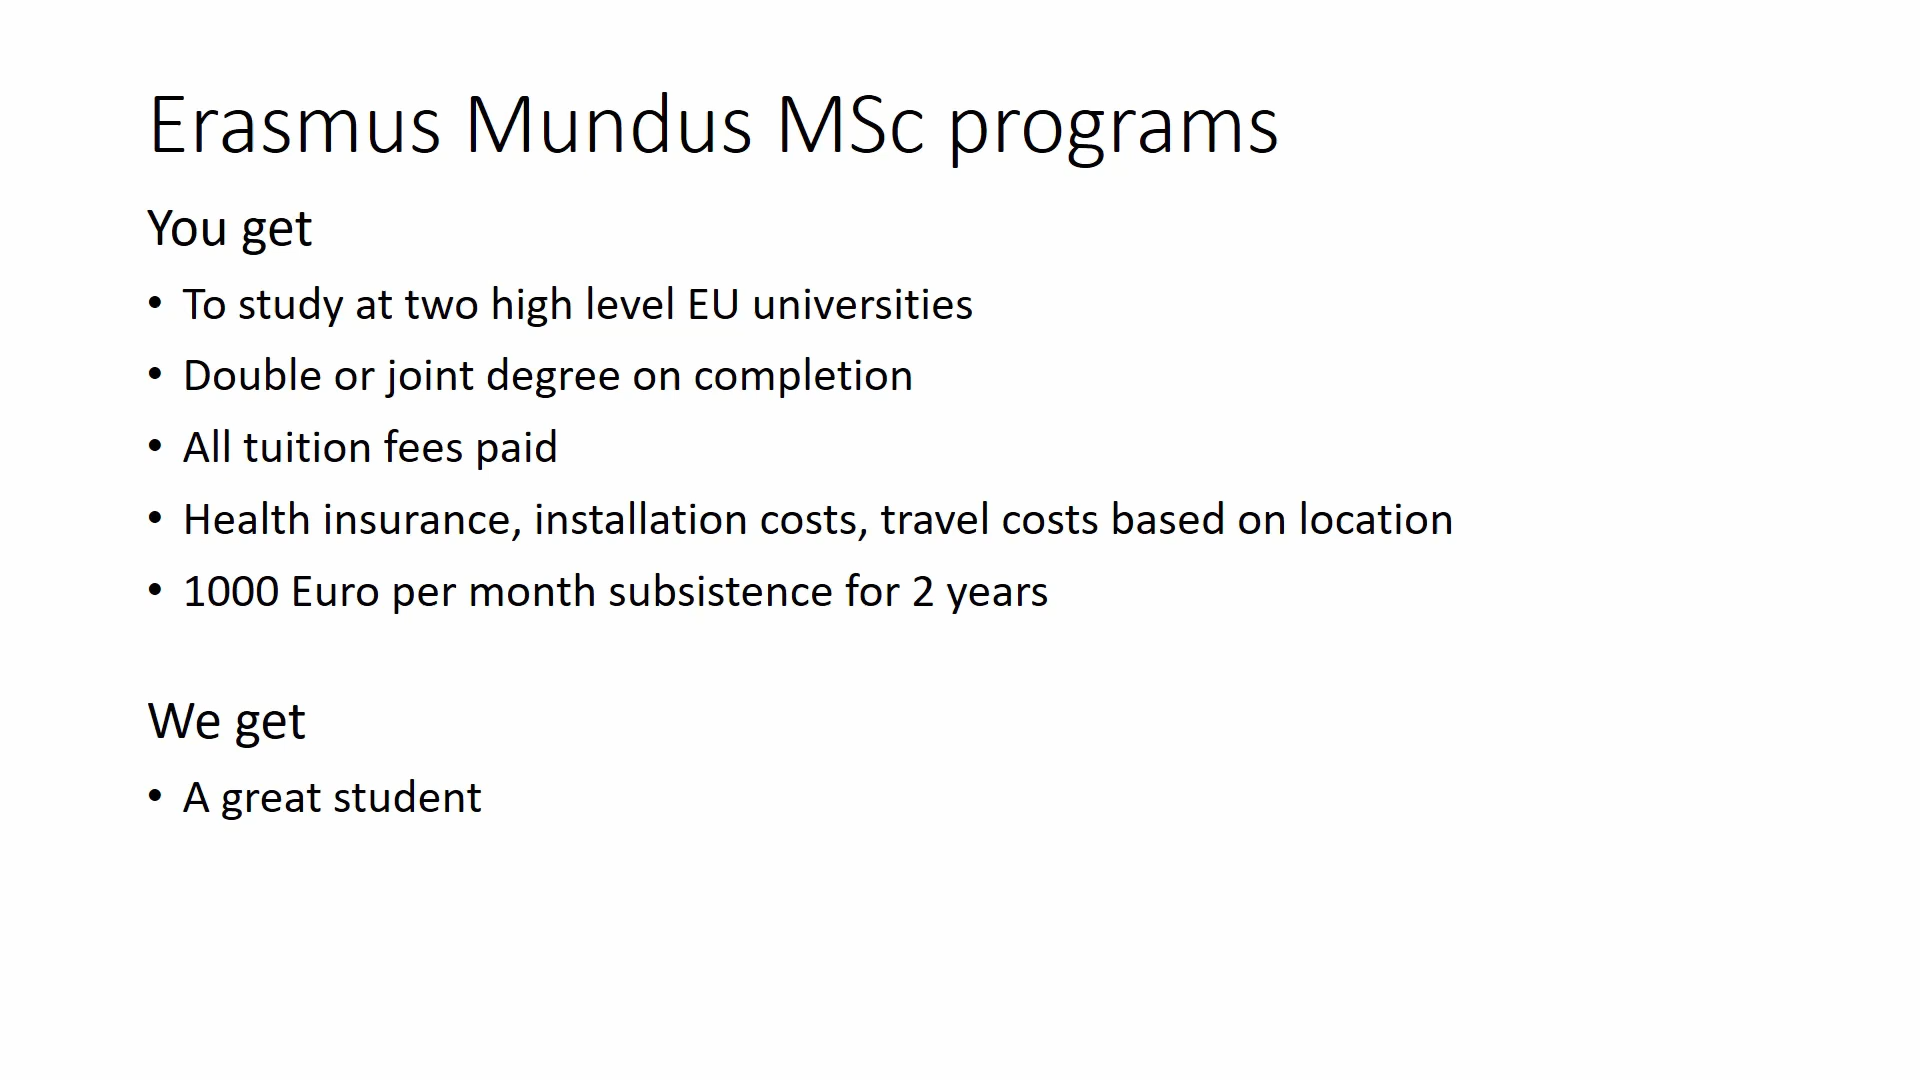 Erasmus Mundus MSc programs
You get
• To study at two high level EU universities
• Double or joint degree on completion
• All tuition fees paid
• Health insurance, installation costs, travel costs based on location
• 1000 Euro per month subsistence for 2 years
We get
• A great student